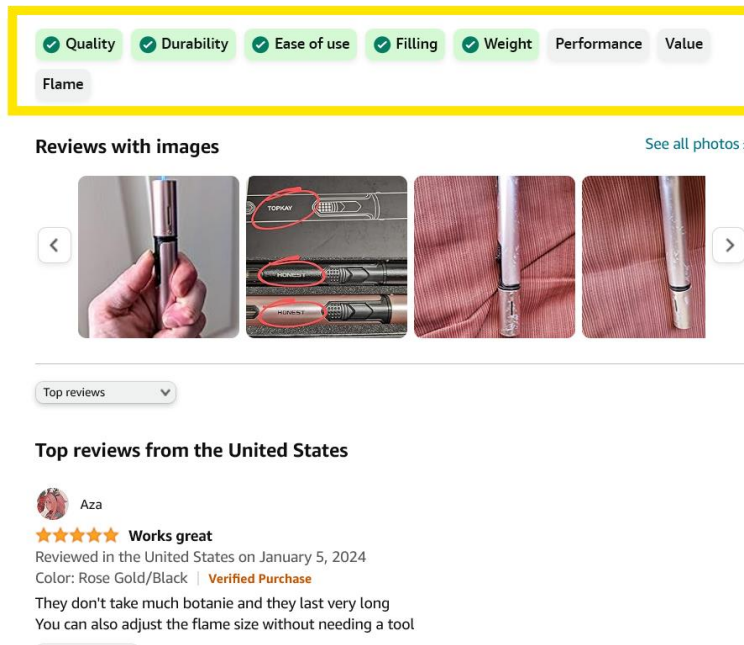 Quality Durability Ease of use Filling Weight Performance Value
Flame
Reviews with images
See all photos
TOPKAY
HONEST
HONEST
Top reviews
Top reviews from the United States
Aza
Works great
Reviewed in the United States on January 5, 2024
Color: Rose Gold/Black | Verified Purchase
They don't take much botanie and they last very long
You can also adjust the flame size without needing a tool